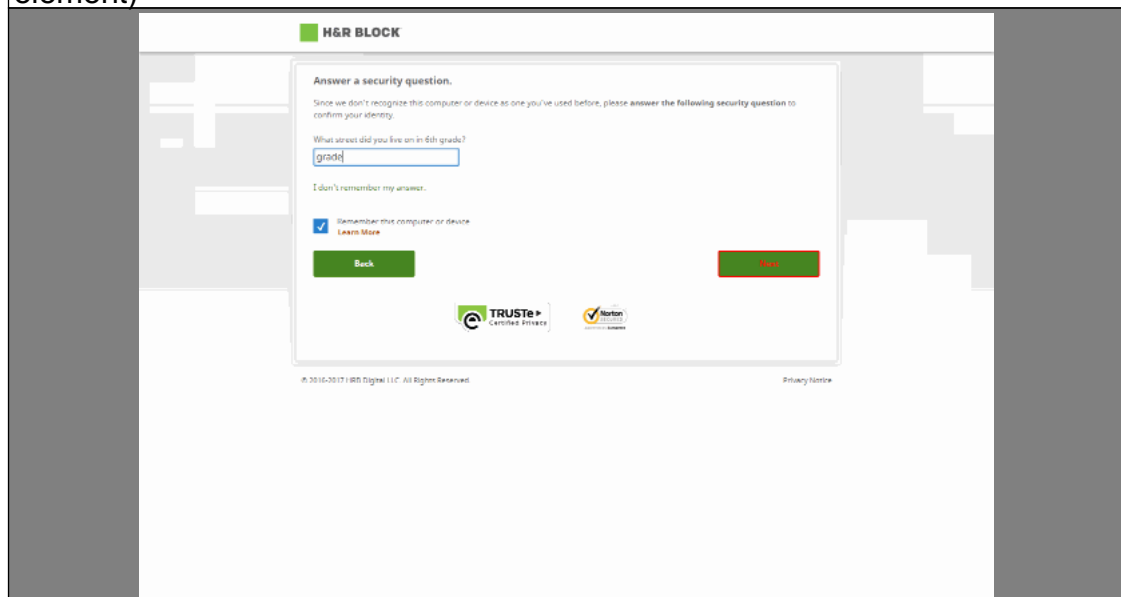 element)
H&R BLOCK
Answer a security question.
Since we don't recognize this computer or device as one you've used before, please answer the following security question to
confirm your identity.
What street did you live on in 6th grade?
grade
I don't remember my answer.
Remember this computer or device
Learn More
Back
Next
TRUSTe
Certified Privacy
Norton
SECURED
© 2016-2017 HRB Digital LLC. All Rights Reserved.
Privacy Notice